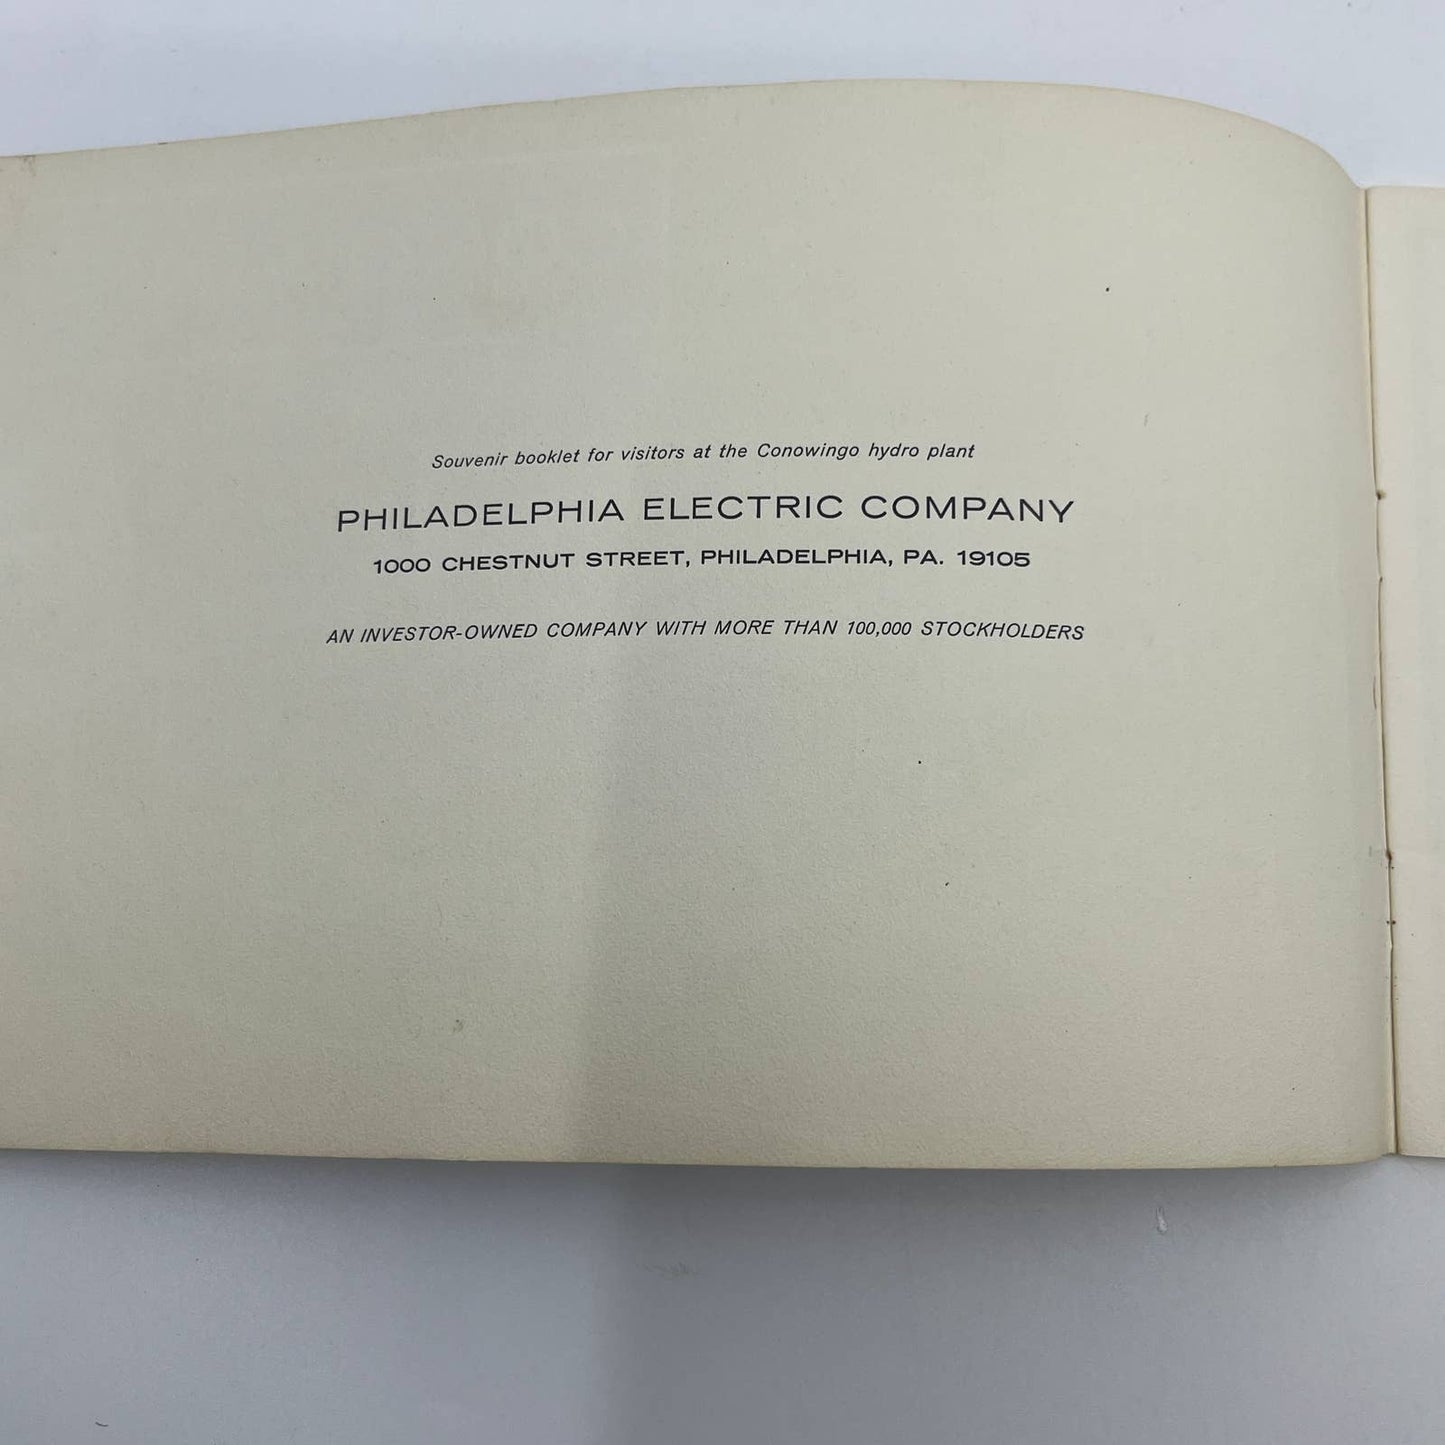 Souvenir booklet for visitors at the Conowingo hydro plant
PHILADELPHIA ELECTRIC COMPANY
1000 CHESTNUT STREET, PHILADELPHIA, PA. 19105
AN INVESTOR-OWNED COMPANY WITH MORE THAN 100,000 STOCKHOLDERS